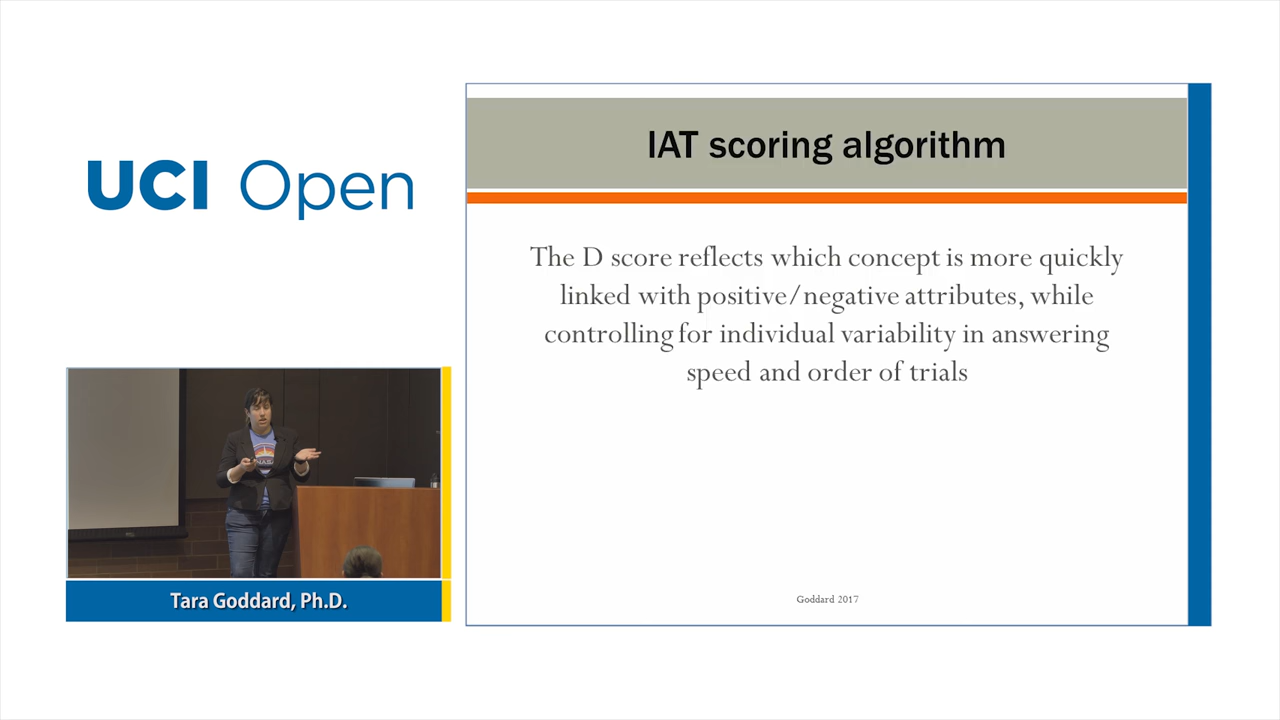 UCI Open
IAT scoring algorithm
The D score reflects which concept is more quickly
linked with positive/negative attributes, while
controlling for individual variability in answering
speed and order of trials
Goddard 2017
Tara Goddard, Ph.D.